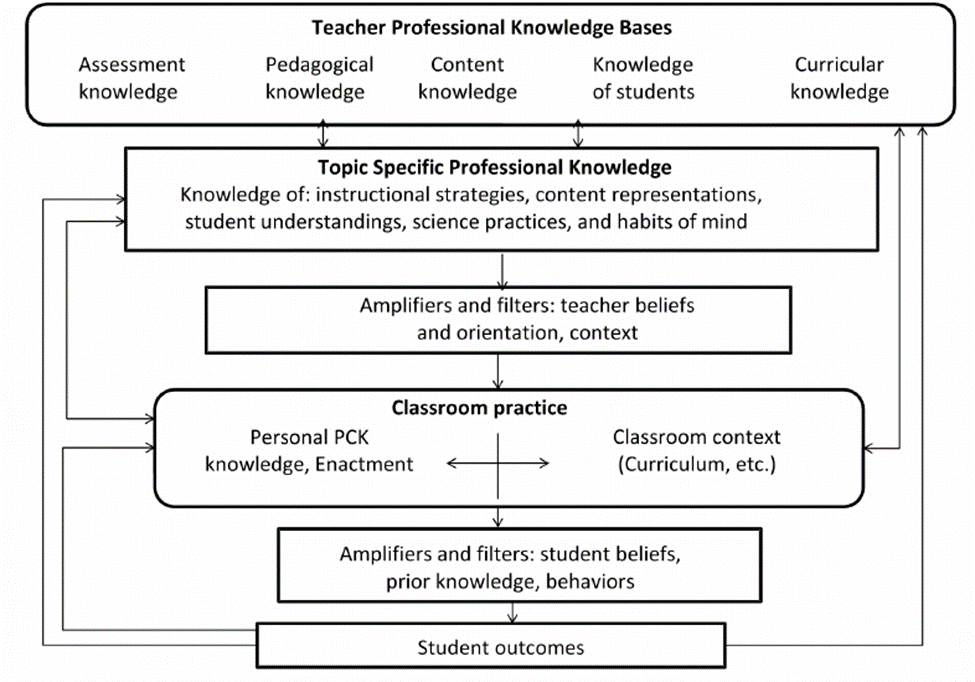 Teacher Professional Knowledge Bases
Assessment knowledge
Pedagogical knowledge
Content knowledge
Knowledge of students
Curricular knowledge
Topic Specific Professional Knowledge
Knowledge of: instructional strategies, content representations,
student understandings, science practices, and habits of mind
Amplifiers and filters: teacher beliefs
and orientation, context
Classroom practice
Personal PCK
knowledge, Enactment
Classroom context
(Curriculum, etc.)
Amplifiers and filters: student beliefs,
prior knowledge, behaviors
Student outcomes